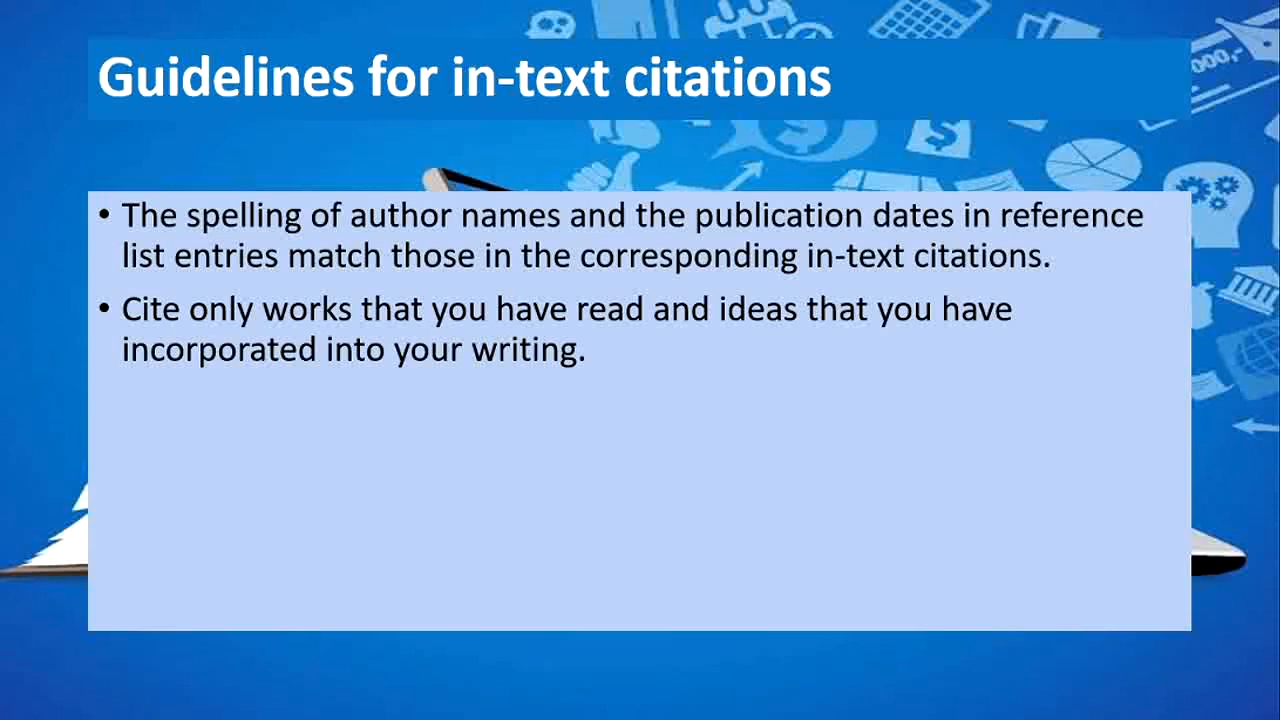 Guidelines for in-text citations
• The spelling of author names and the publication dates in reference
list entries match those in the corresponding in-text citations.
• Cite only works that you have read and ideas that you have
incorporated into your writing.
000,-